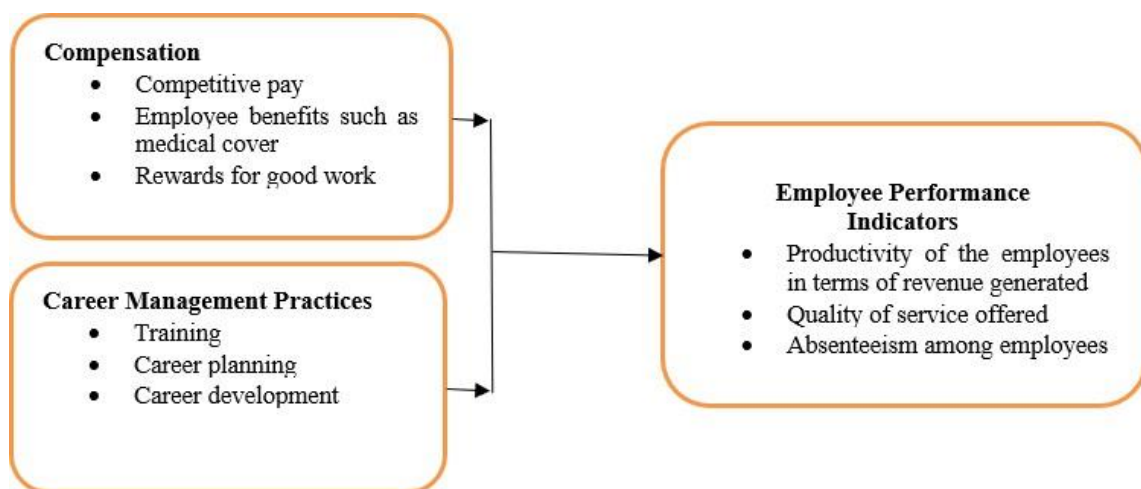 Compensation
• Competitive pay
• Employee benefits such as
medical cover
• Rewards for good work
Career Management Practices
• Training
• Career planning
• Career development
Employee Performance
Indicators
• Productivity of the employees
in terms of revenue generated
• Quality of service offered
• Absenteeism among employees